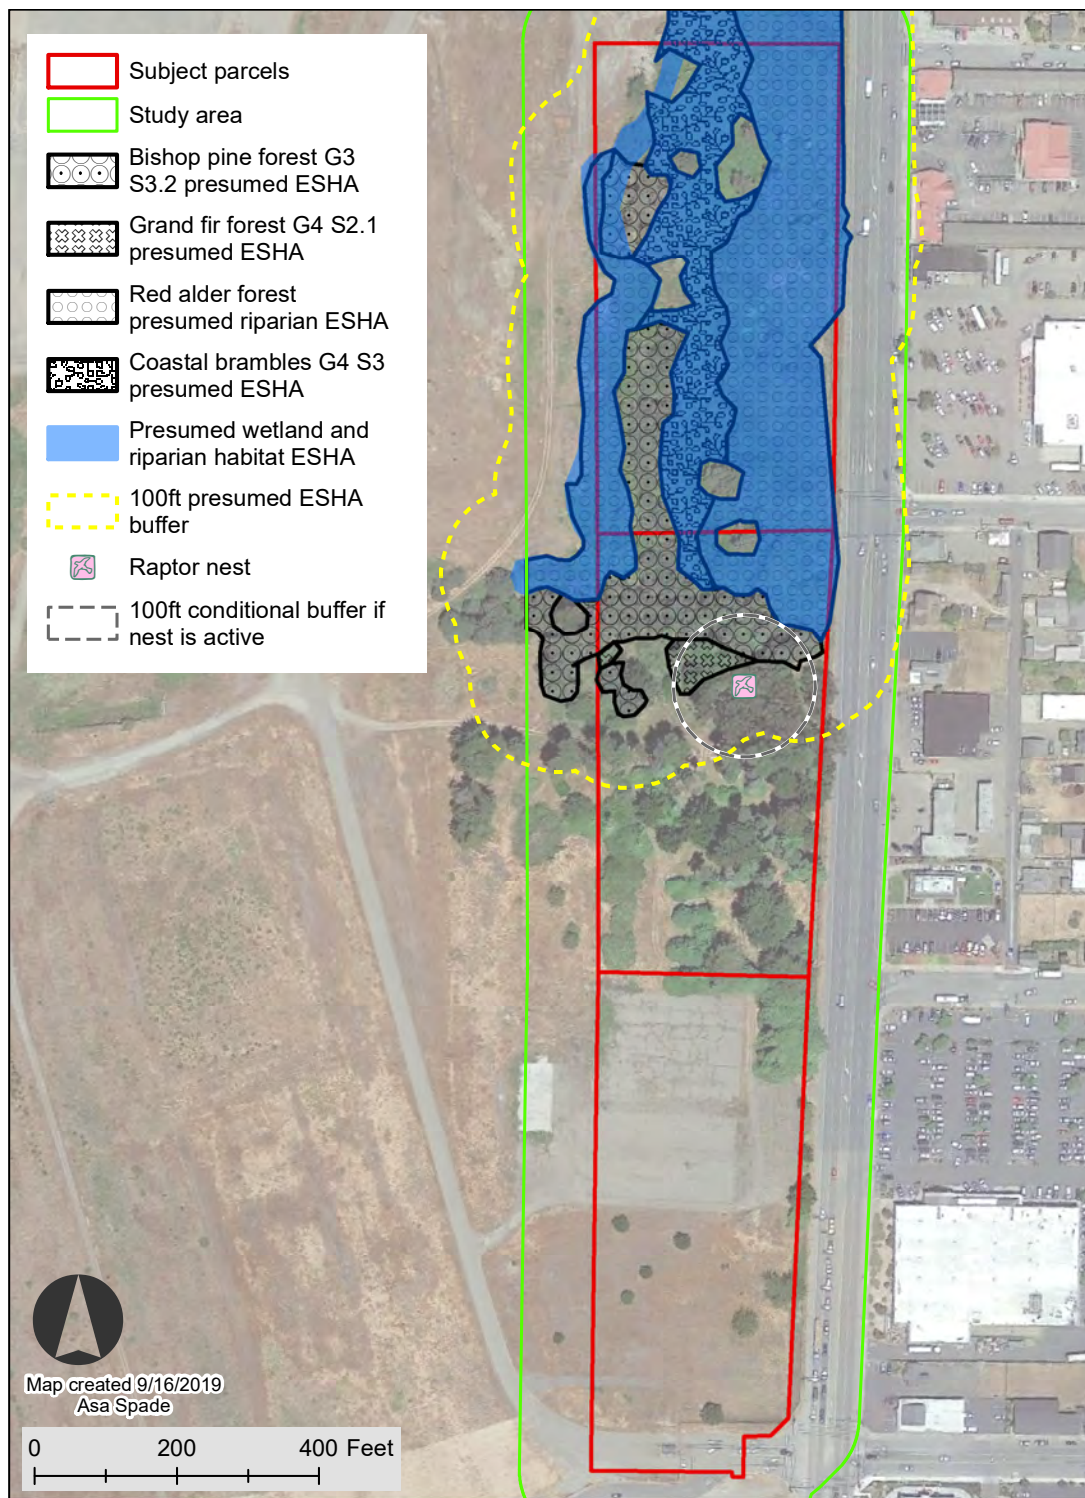 Subject parcels
Study area
Bishop pine forest G3
S3.2 presumed ESHA
Grand fir forest G4 S2.1
presumed ESHA
Red alder forest
presumed riparian ESHA
Coastal brambles G4 S3
presumed ESHA
Presumed wetland and
riparian habitat ESHA
100ft presumed ESHA
buffer
Raptor nest
100ft conditional buffer if
nest is active
Map created 9/16/2019
Asa Spade
0 200 400 Feet